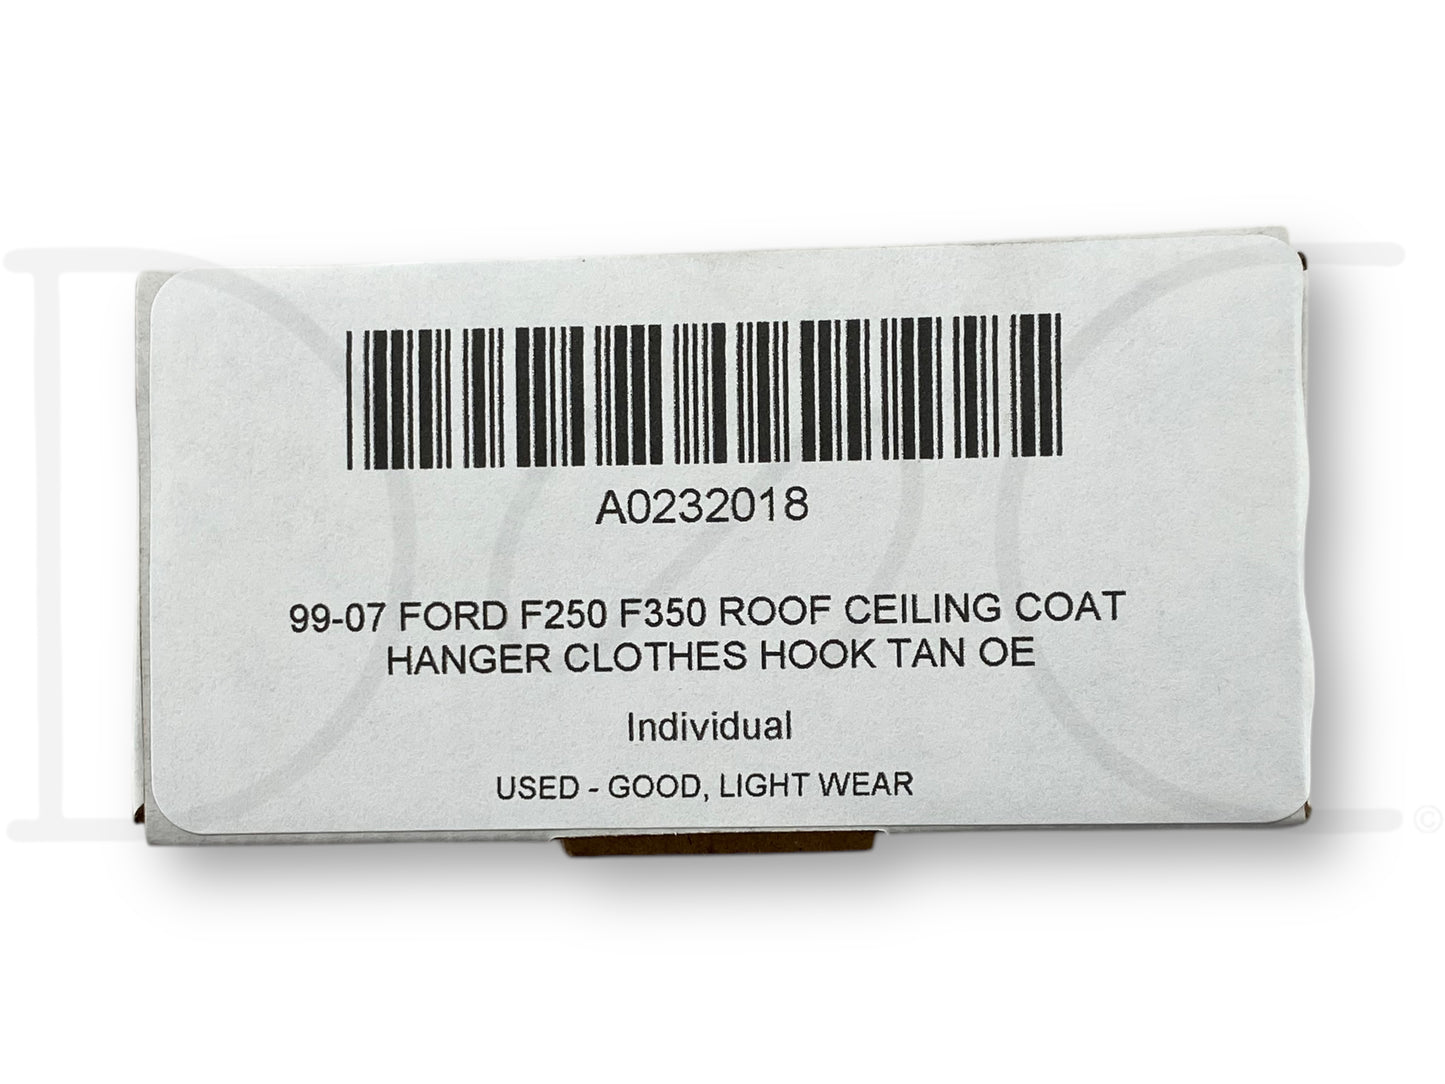 A0232018
99-07 FORD F250 F350 ROOF CEILING COAT
HANGER CLOTHES HOOK TAN OE
Individual
USED - GOOD, LIGHT WEAR
D2C
©